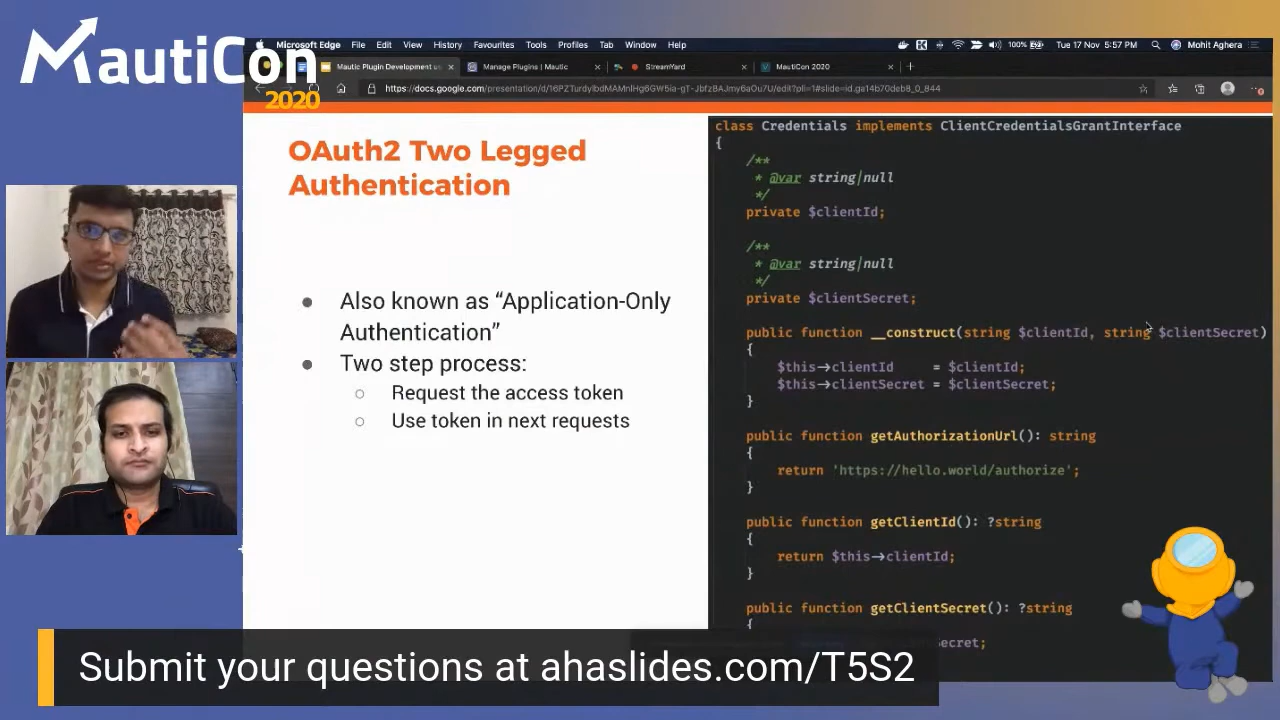 MautiCon
2020
Microsoft Edge File Edit View History Favourites Tools Profiles Tab Window Help
100% Tue 17 Nov 5:57 PM Mohit Aghera
Mautic Plugin Development us
Manage Plugins | Mautic
StreamYard
MautiCon 2020
OAuth2 Two Legged
Authentication
● Also known as “Application-Only
Authentication”
● Two step process:
○ Request the access token
○ Use token in next requests
class Credentials implements ClientCredentialsGrantInterface
{
/**
* @var string|null
*/
private $clientId;
/**
* @var string|null
*/
private $clientSecret;
public function __construct(string $clientId, string $clientSecret)
{
$this→clientId = $clientId;
$this→clientSecret = $clientSecret;
}
public function getAuthorizationUrl(): string
{
return 'https://hello.world/authorize';
}
public function getClientId(): ?string
{
return $this→clientId;
}
public function getClientSecret(): ?string
{
ecret;
Submit your questions at ahaslides.com/T5S2